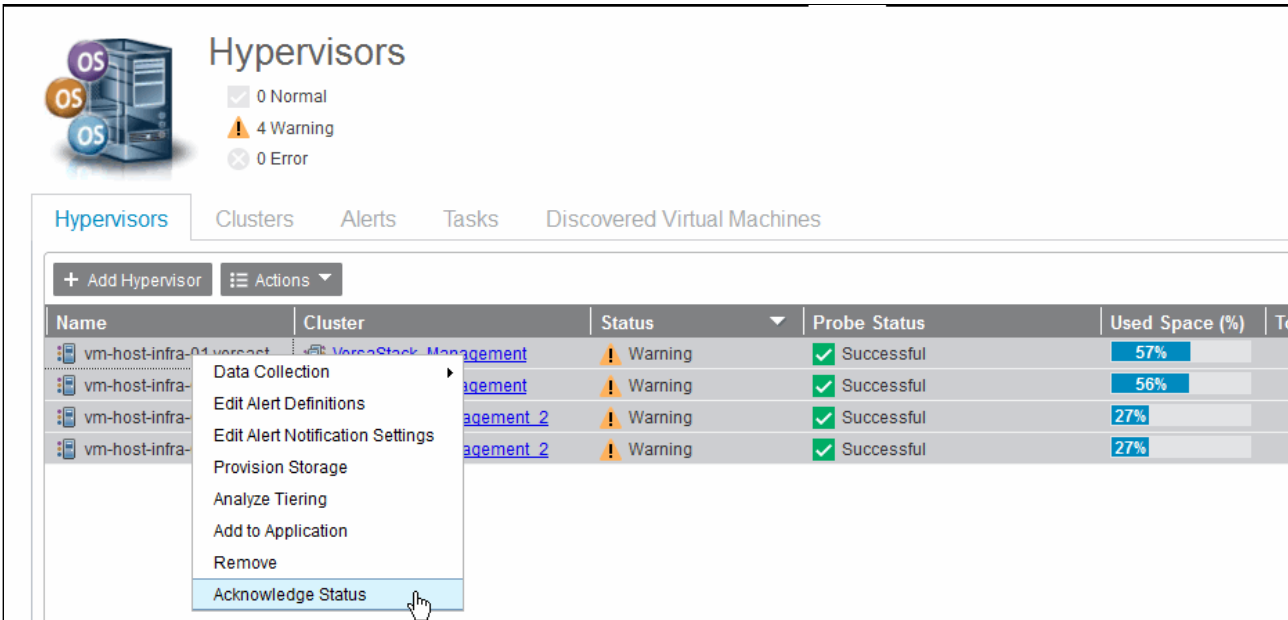 Hypervisors
OS
OS
OS
0 Normal
4 Warning
0 Error
Hypervisors Clusters Alerts Tasks Discovered Virtual Machines
+ Add Hypervisor Actions
Name Cluster Status Probe Status Used Space (%)
vm-host-infra-01.versast VersaStack_Management Warning Successful 57%
vm-host-infra- agement Warning Successful 56%
vm-host-infra- agement_2 Warning Successful 27%
vm-host-infra- agement_2 Warning Successful 27%
Data Collection
Edit Alert Definitions
Edit Alert Notification Settings
Provision Storage
Analyze Tiering
Add to Application
Remove
Acknowledge Status